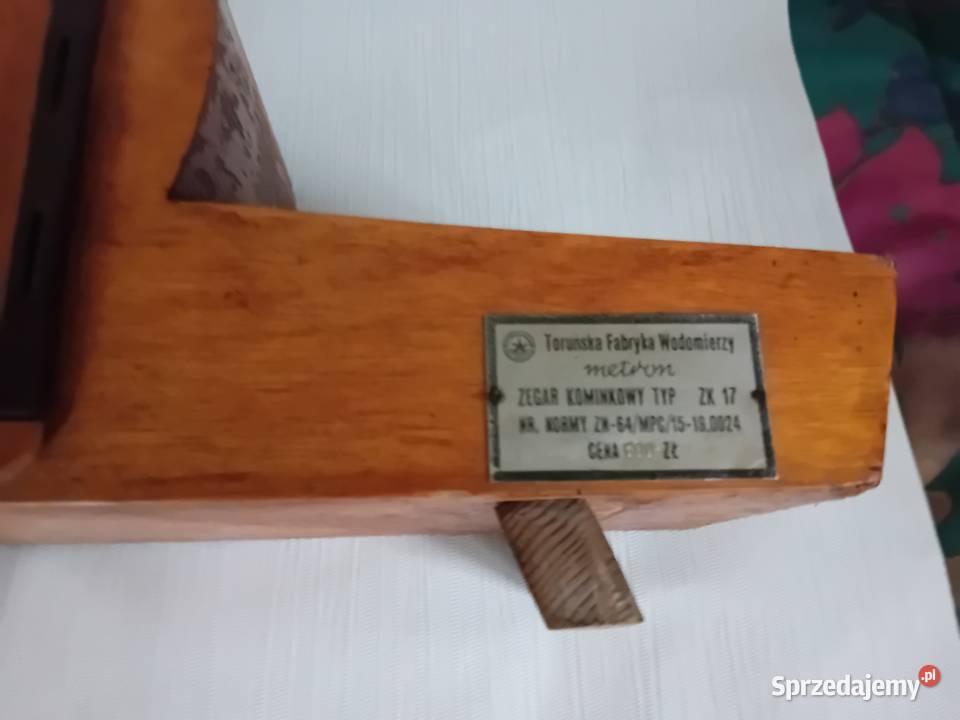 Toruńska Fabryka Wodomierzy
metron
ZEGAR KOMINKOWY TYP ZK 17
NR. NORMY ZN-64/MPC/15-18.0024
CENA ZŁ
Sprzedajemy.pl